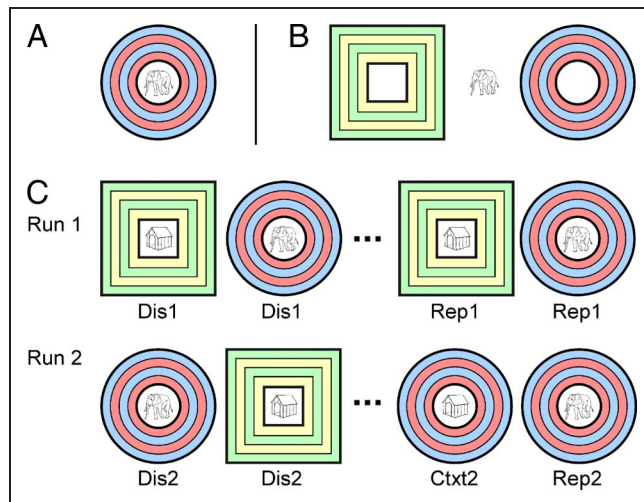 A
B
C
Run 1
Dis1 Dis1 ... Rep1 Rep1
Run 2
Dis2 Dis2 ... Ctxt2 Rep2